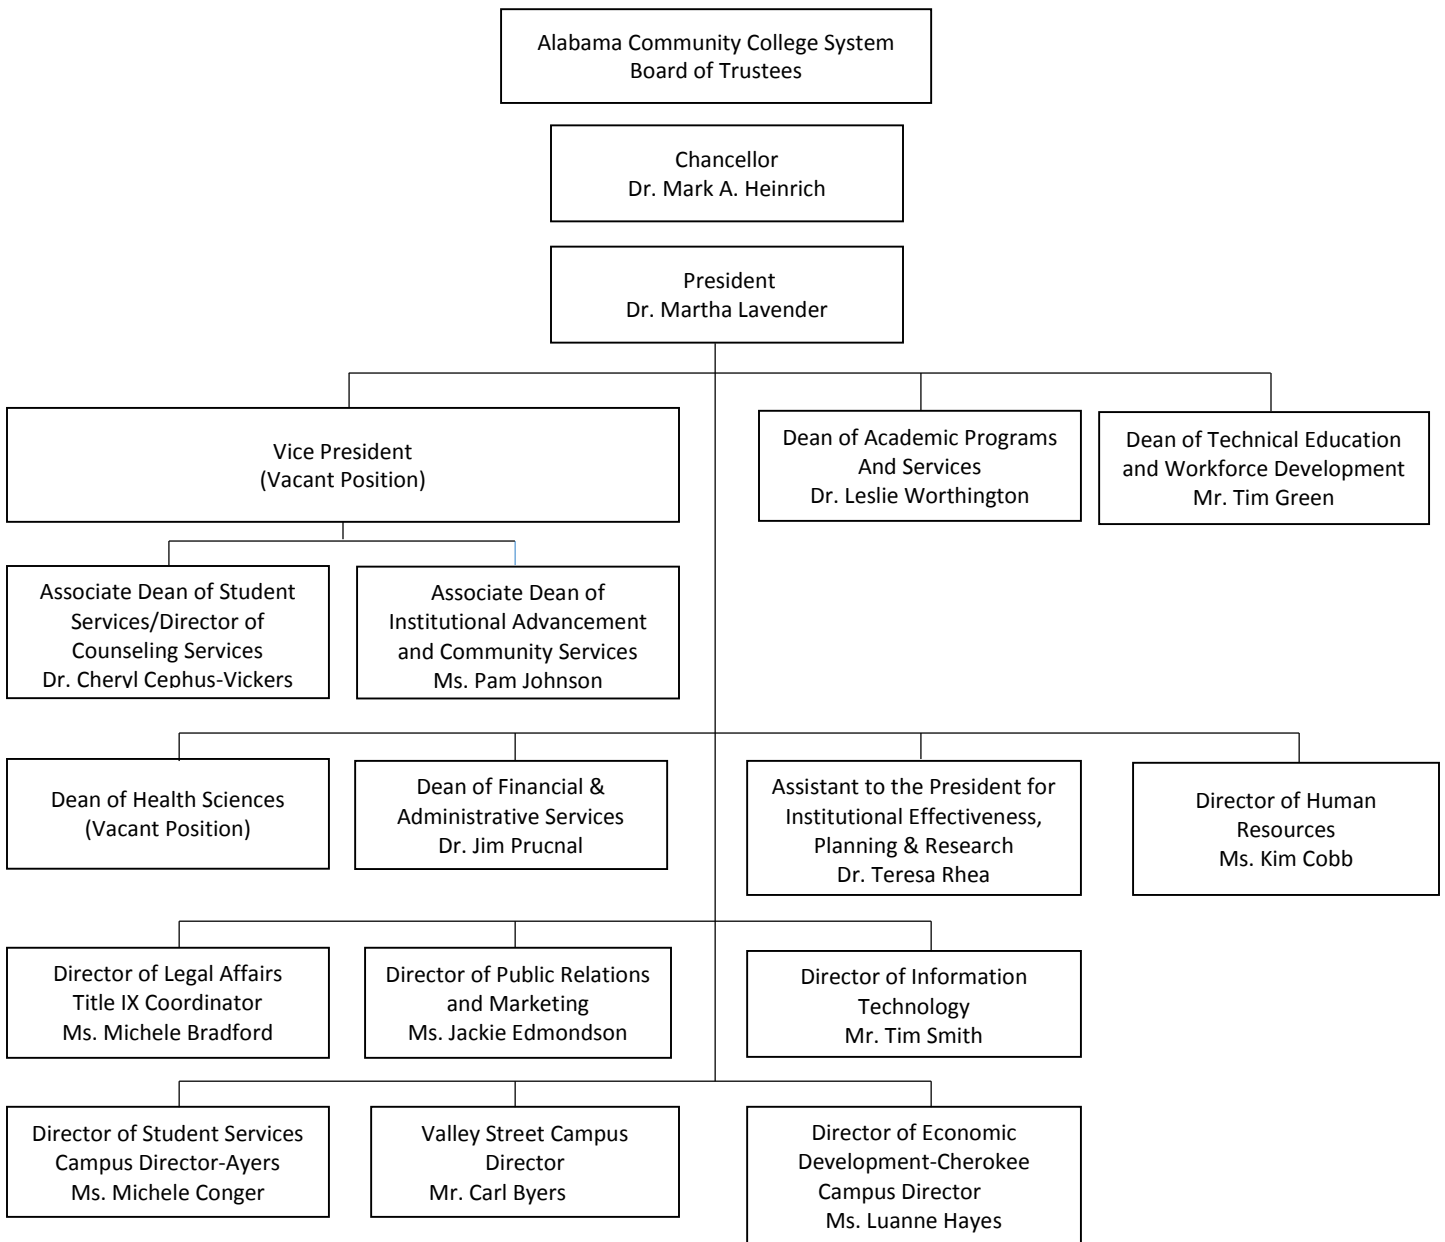 Alabama Community College System
Board of Trustees
Chancellor
Dr. Mark A. Heinrich
President
Dr. Martha Lavender
Vice President
(Vacant Position)
Dean of Academic Programs
And Services
Dr. Leslie Worthington
Dean of Technical Education
and Workforce Development
Mr. Tim Green
Associate Dean of Student
Services/Director of
Counseling Services
Dr. Cheryl Cephus-Vickers
Associate Dean of
Institutional Advancement
and Community Services
Ms. Pam Johnson
Dean of Health Sciences
(Vacant Position)
Dean of Financial &
Administrative Services
Dr. Jim Prucnal
Assistant to the President for
Institutional Effectiveness,
Planning & Research
Dr. Teresa Rhea
Director of Human
Resources
Ms. Kim Cobb
Director of Legal Affairs
Title IX Coordinator
Ms. Michele Bradford
Director of Public Relations
and Marketing
Ms. Jackie Edmondson
Director of Information
Technology
Mr. Tim Smith
Director of Student Services
Campus Director-Ayers
Ms. Michele Conger
Valley Street Campus
Director
Mr. Carl Byers
Director of Economic
Development-Cherokee
Campus Director
Ms. Luanne Hayes